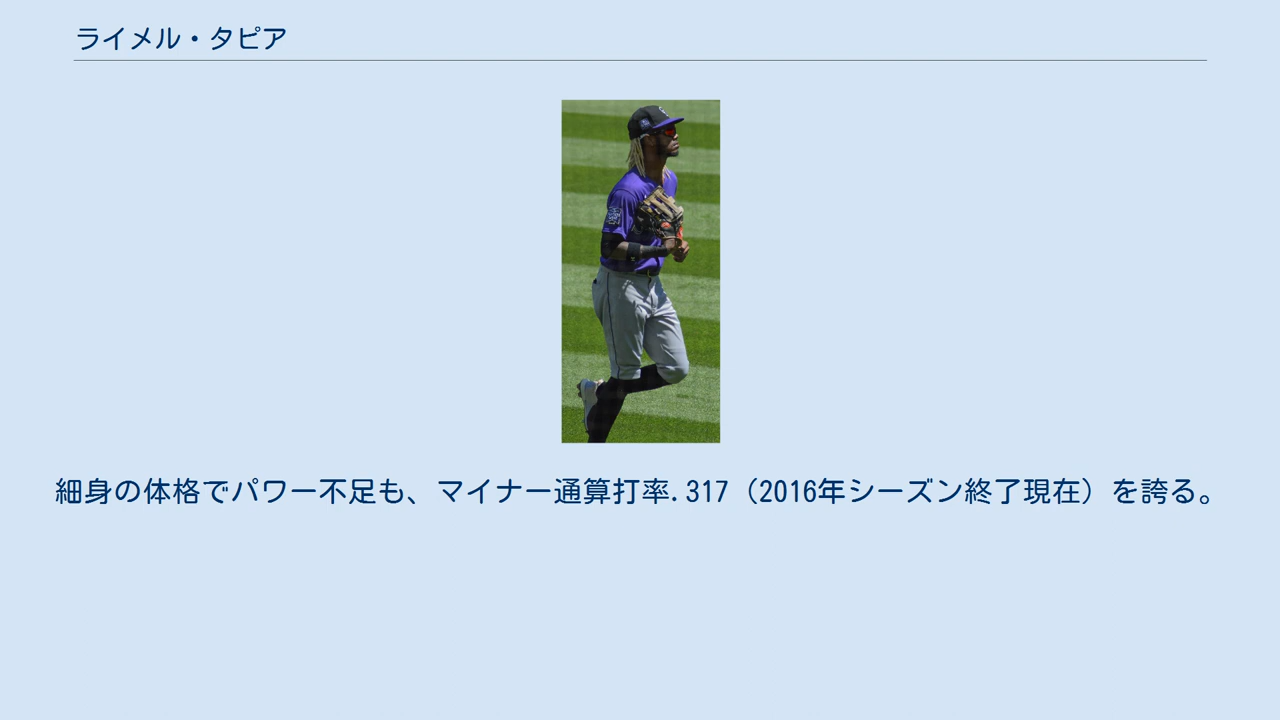 ライメル・タピア
細身の体格でパワー不足も、マイナー通算打率.317（2016年シーズン終了現在）を誇る。